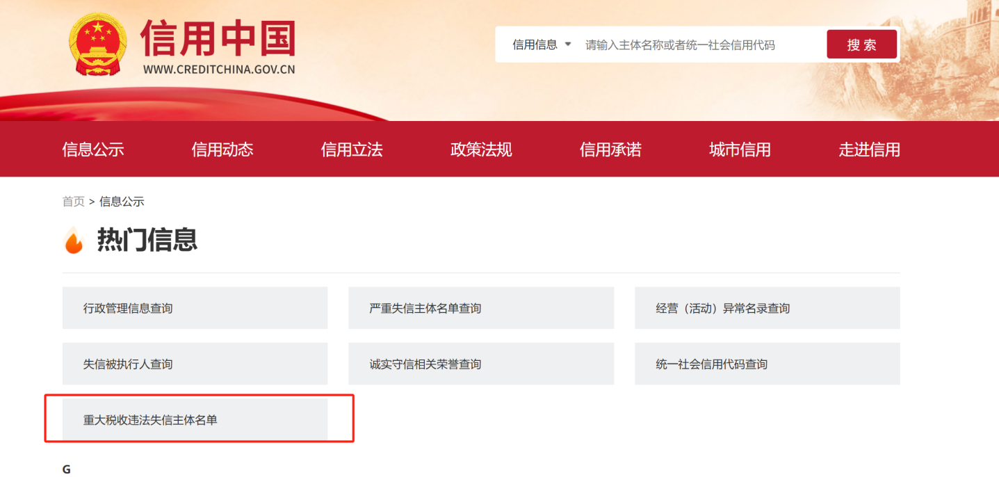 信用中国
WWW.CREDITCHINA.GOV.CN
信用信息 请输入主体名称或者统一社会信用代码 搜索
信息公示 信用动态 信用立法 政策法规 信用承诺 城市信用 走进信用
首页 > 信息公示
热门信息
行政管理信息查询 严重失信主体名单查询 经营（活动）异常名录查询
失信被执行人查询 诚实守信相关荣誉查询 统一社会信用代码查询
重大税收违法失信主体名单
G